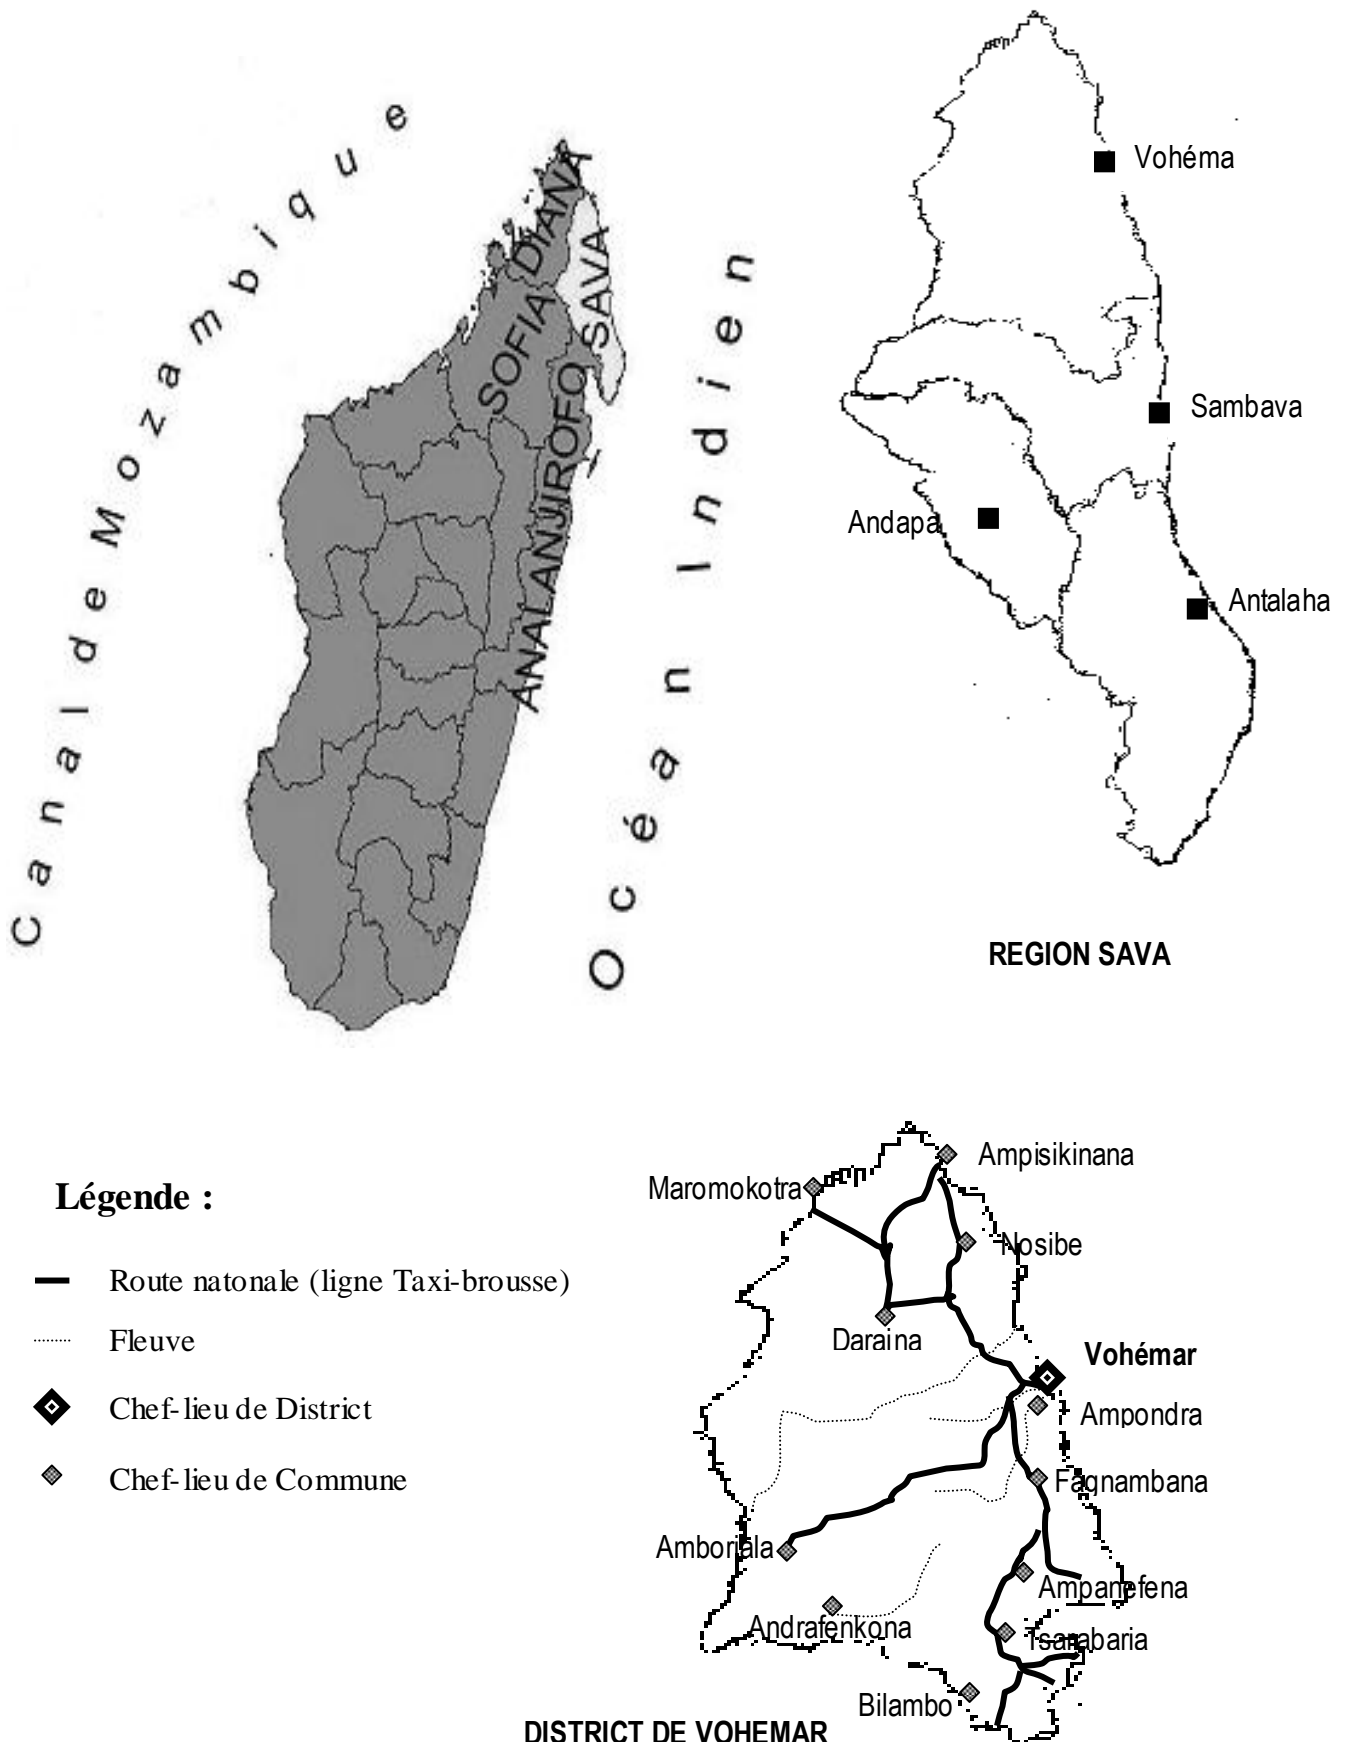 Canal de Mozambique
DIANA
SAVA
SOFIA
ANALANJIROFO
Océan Indien
Vohéma
Sambava
Andapa
Antalaha
REGION SAVA
Légende :
Route natonale (ligne Taxi-brousse)
Fleuve
Chef-lieu de District
Chef-lieu de Commune
Ampisikinana
Maromokotra
Nosibe
Daraina
Vohémar
Ampondra
Fagnambana
Amboriala
Ampanefena
Andrafenkona
Tsarabaria
Bilambo
DISTRICT DE VOHEMAR